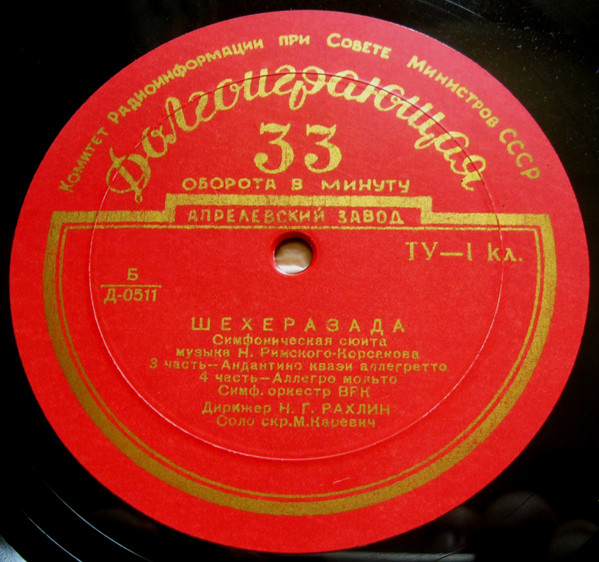 Комитет Радиоинформации при Совете Министров СССР
Долгоиграющая
33
ОБОРОТА В МИНУТУ
АПРЕЛЕВСКИЙ ЗАВОД
ТУ—1 кл.
Б
Д-0511
ШЕХЕРАЗАДА
Симфоническая сюита
музыка Н. Римского-Корсакова
3 часть—Андантино квази аллегретто
4 часть—Аллегро мольто
Симф. оркестр ВРК
Дирижер Н. Г. РАХЛИН
Соло скр. М. Каревич